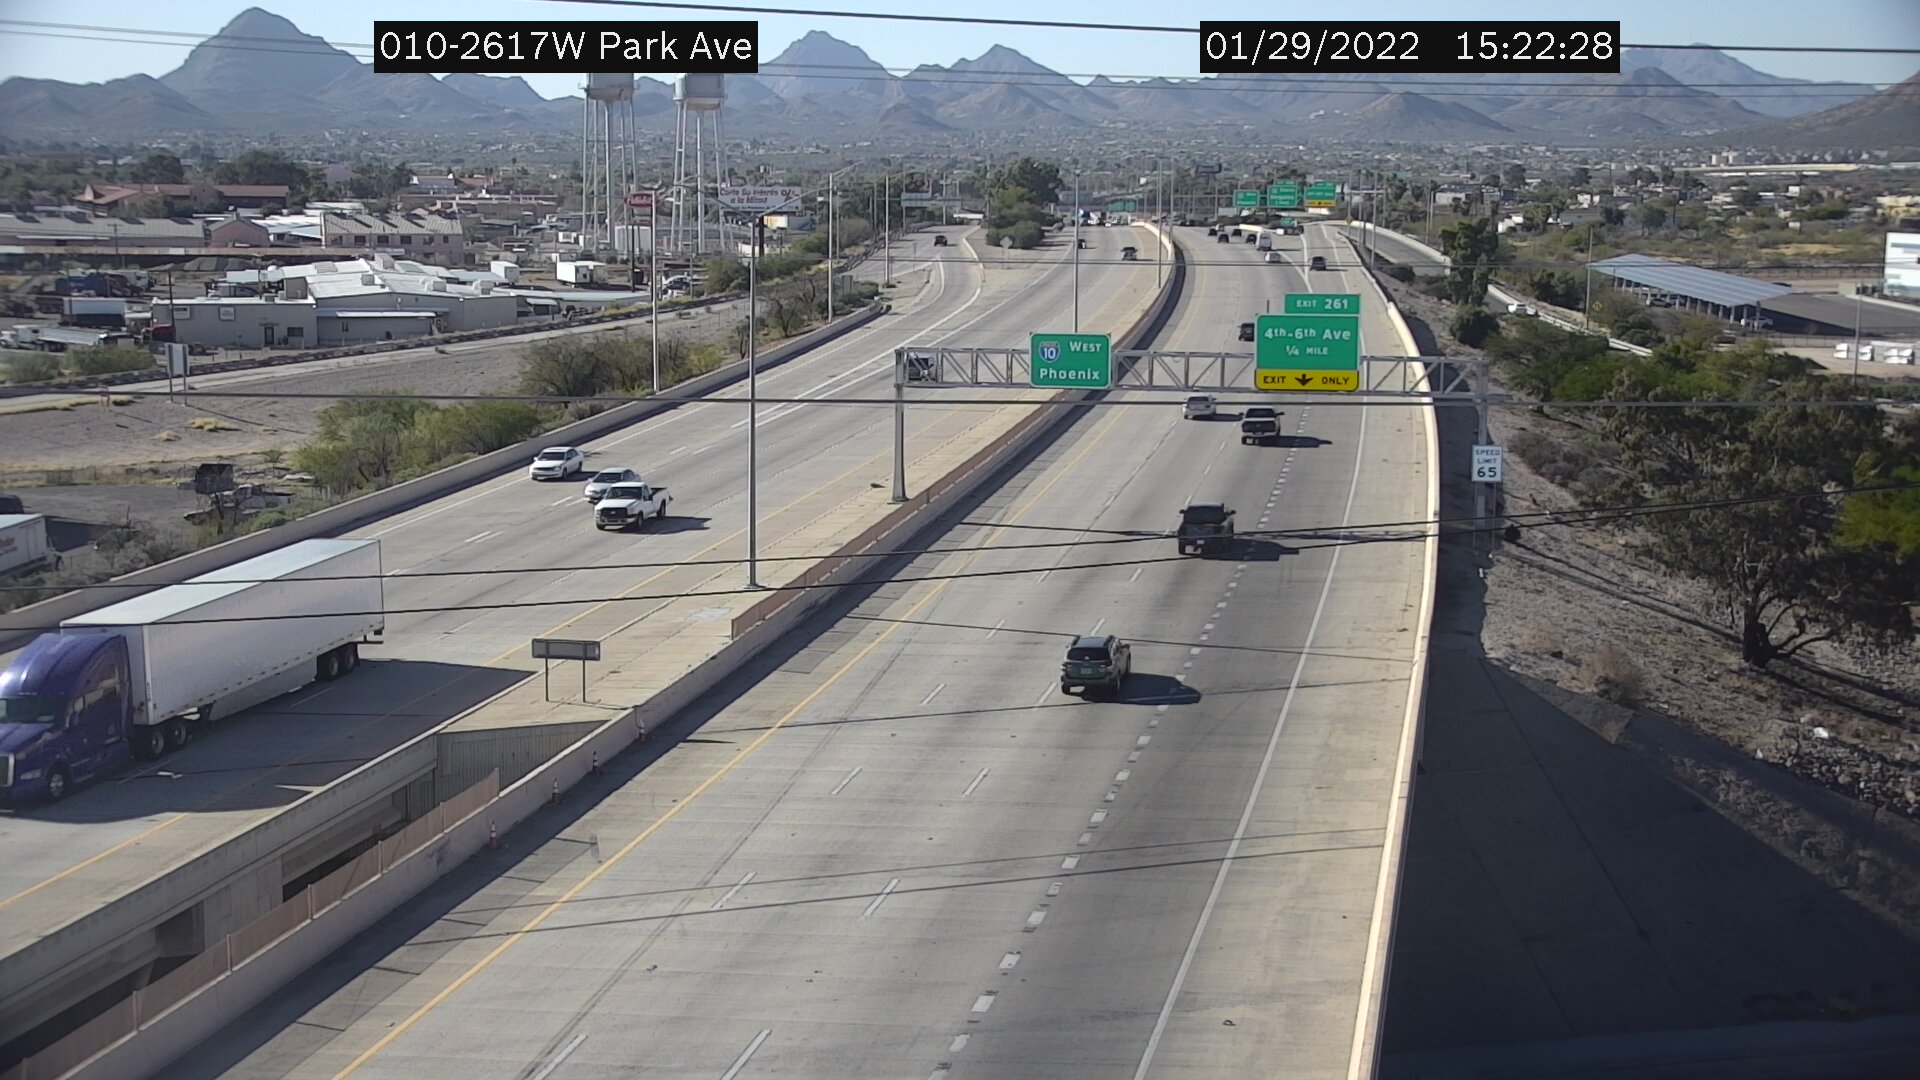 010-2617W Park Ave
01/29/2022 15:22:28
EXIT 261
4th-6th Ave
1/4 MILE
EXIT ONLY
10
WEST
Phoenix
SPEED
LIMIT
65